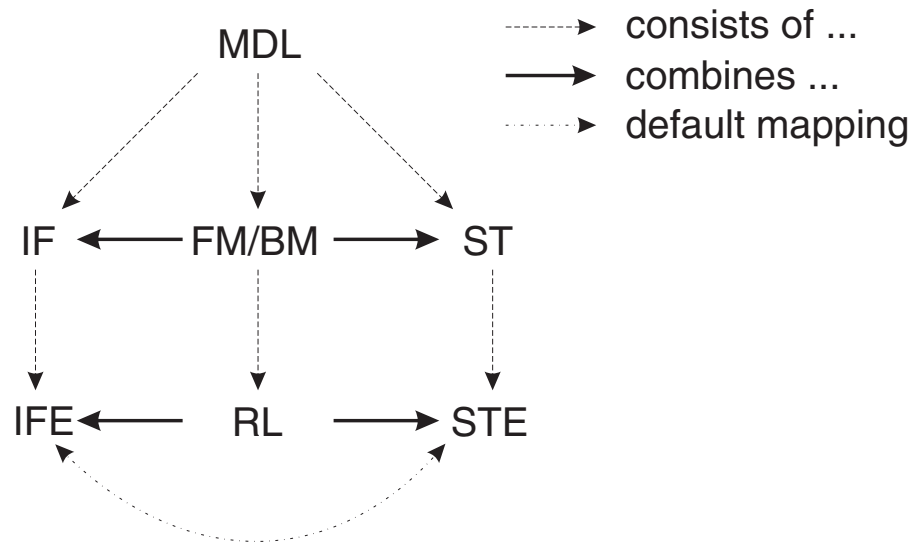 MDL
consists of ...
combines ...
default mapping
IF FM/BM ST
IFE RL STE